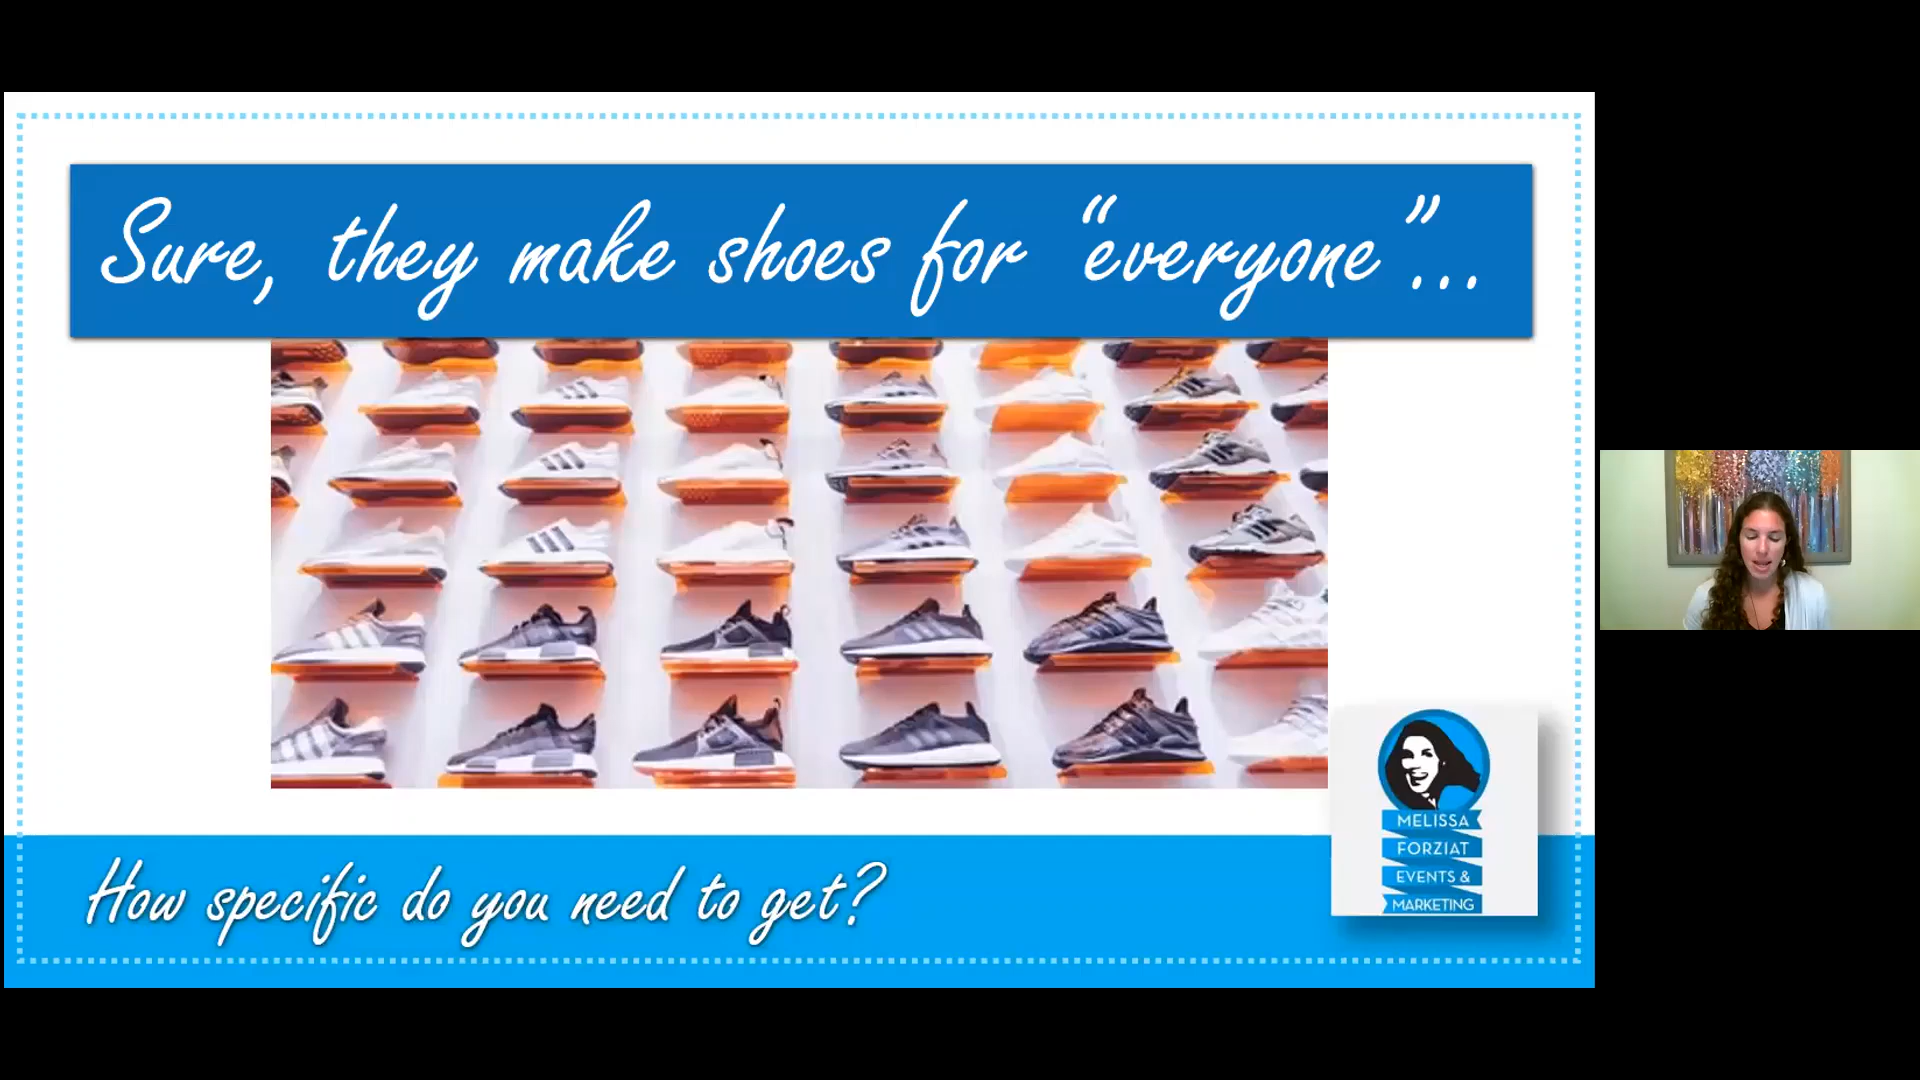 Sure, they make shoes for “everyone”...
MELISSA
FORZIAT
EVENTS &
MARKETING
How specific do you need to get?